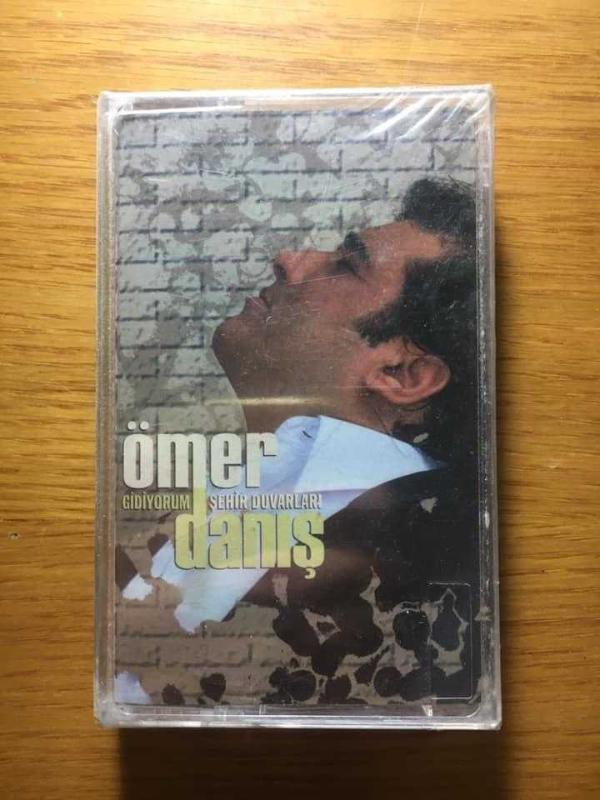 ömer
GİDİYORUM ŞEHİR DUVARLARI
danış